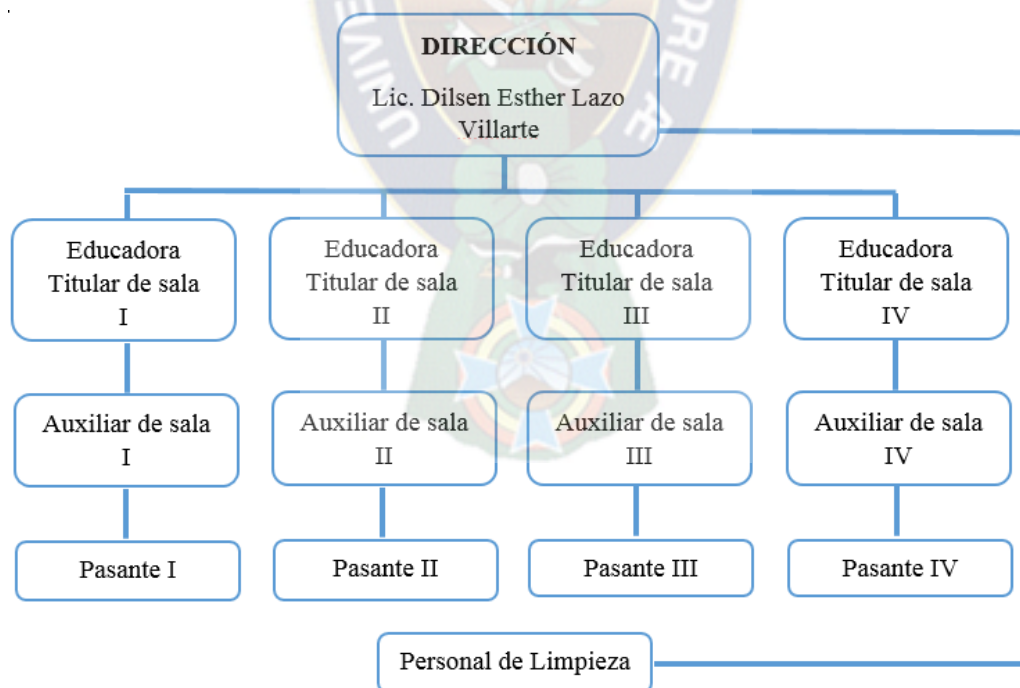 DIRECCIÓN
Lic. Dilsen Esther Lazo
Villarte
Educadora
Titular de sala
I
Educadora
Titular de sala
II
Educadora
Titular de sala
III
Educadora
Titular de sala
IV
Auxiliar de sala
I
Auxiliar de sala
II
Auxiliar de sala
III
Auxiliar de sala
IV
Pasante I
Pasante II
Pasante III
Pasante IV
Personal de Limpieza